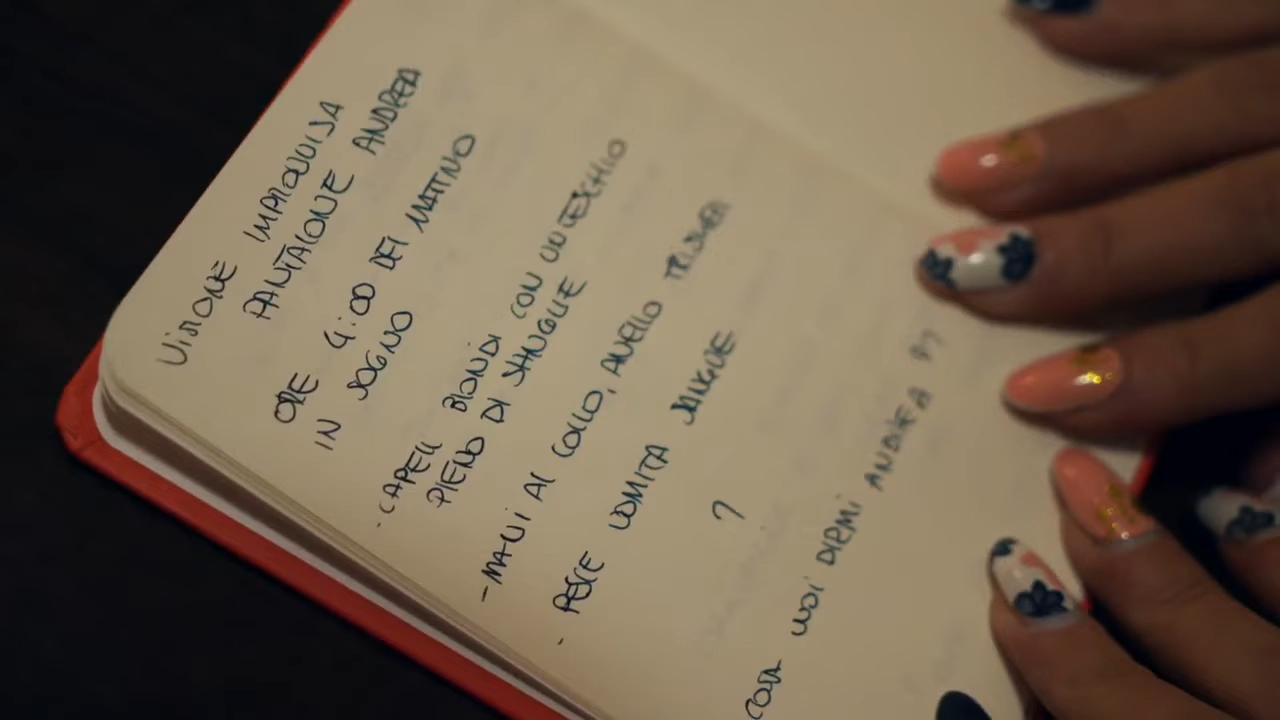 VISIONE IMPROVVISA
PANTALONE ANDREA
ORE 4:00 DEL MATTINO
IN SOGNO
- CAPELLI BIONDI CON UN TESCHIO
PIENO DI SANGUE
- MANI AL COLLO, ANELLO TRISHER
- PESCE VOMITA SANGUE
?
COSA VUOI DIRMI ANDREA P?